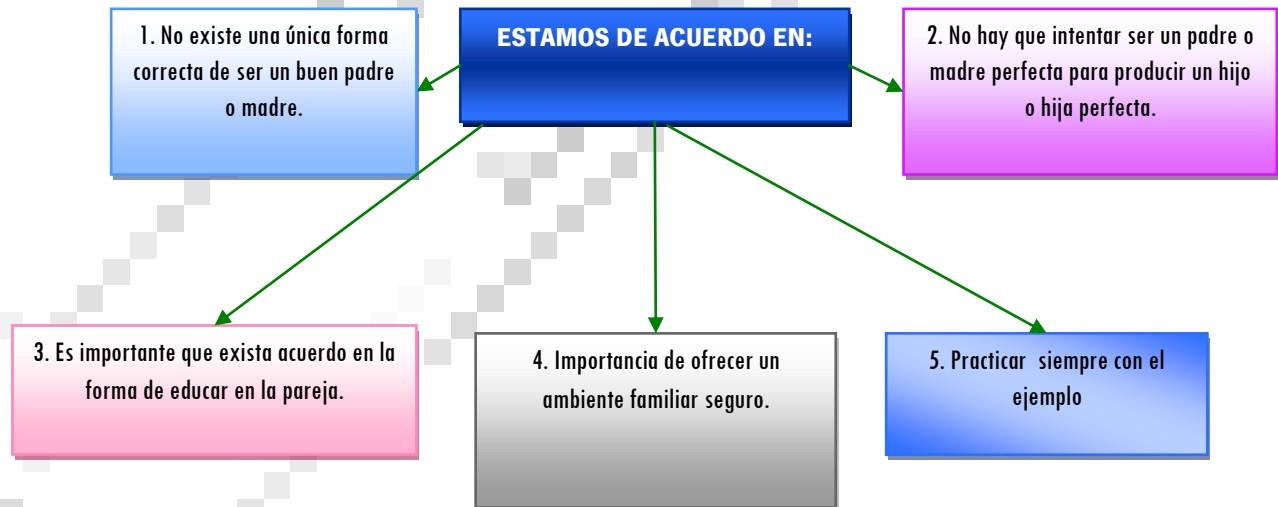 ESTAMOS DE ACUERDO EN:
1. No existe una única forma
correcta de ser un buen padre
o madre.
2. No hay que intentar ser un padre o
madre perfecta para producir un hijo
o hija perfecta.
3. Es importante que exista acuerdo en la
forma de educar en la pareja.
4. Importancia de ofrecer un
ambiente familiar seguro.
5. Practicar  siempre con el
ejemplo